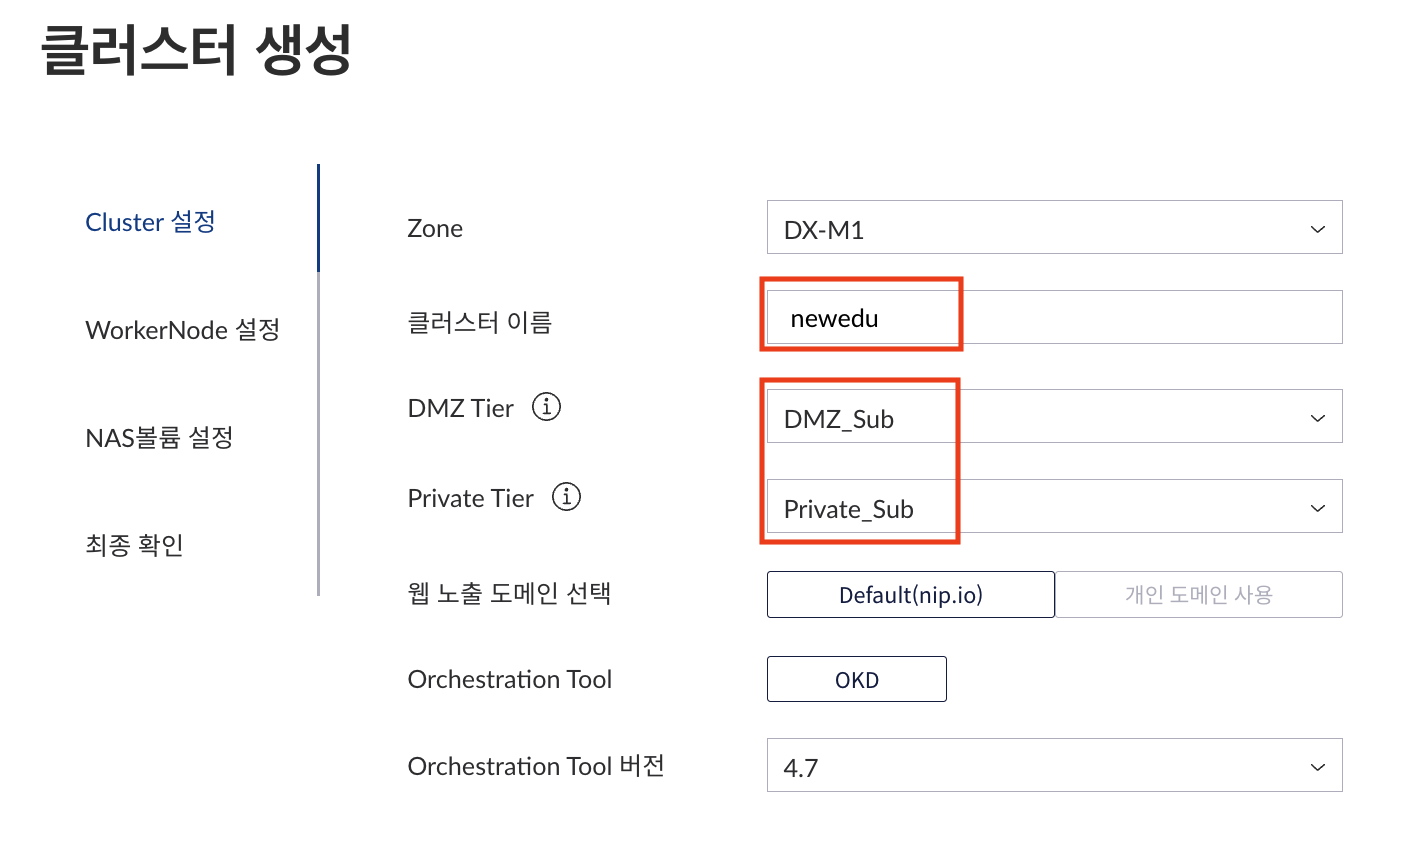 클러스터 생성
Cluster 설정
WorkerNode 설정
NAS볼륨 설정
최종 확인
Zone
DX-M1
클러스터 이름
newedu
DMZ Tier
DMZ_Sub
Private Tier
Private_Sub
웹 노출 도메인 선택
Default(nip.io)
개인 도메인 사용
Orchestration Tool
OKD
Orchestration Tool 버전
4.7